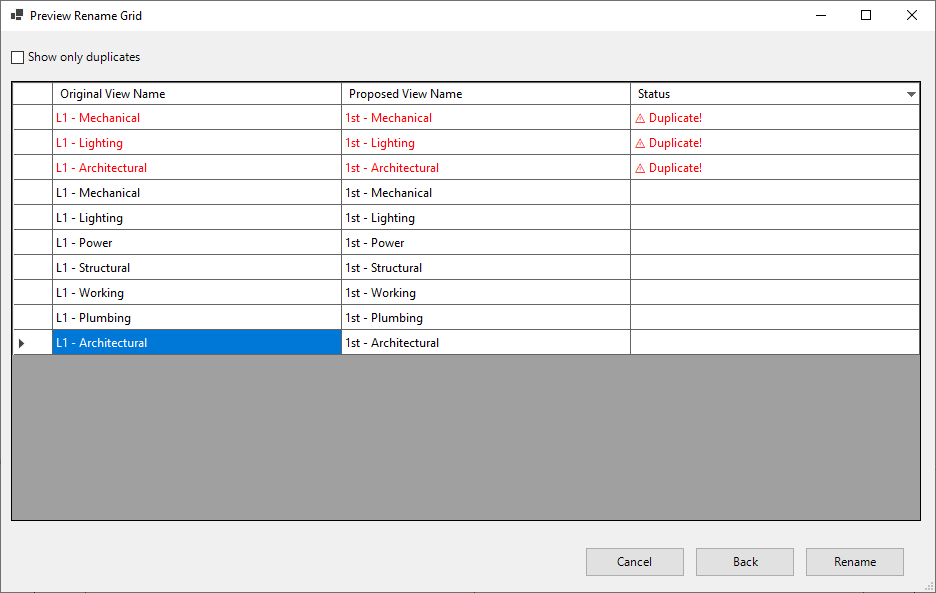 Preview Rename Grid
Show only duplicates
Original View Name Proposed View Name Status
L1 - Mechanical 1st - Mechanical ⚠ Duplicate!
L1 - Lighting 1st - Lighting ⚠ Duplicate!
L1 - Architectural 1st - Architectural ⚠ Duplicate!
L1 - Mechanical 1st - Mechanical
L1 - Lighting 1st - Lighting
L1 - Power 1st - Power
L1 - Structural 1st - Structural
L1 - Working 1st - Working
L1 - Plumbing 1st - Plumbing
L1 - Architectural 1st - Architectural
Cancel Back Rename